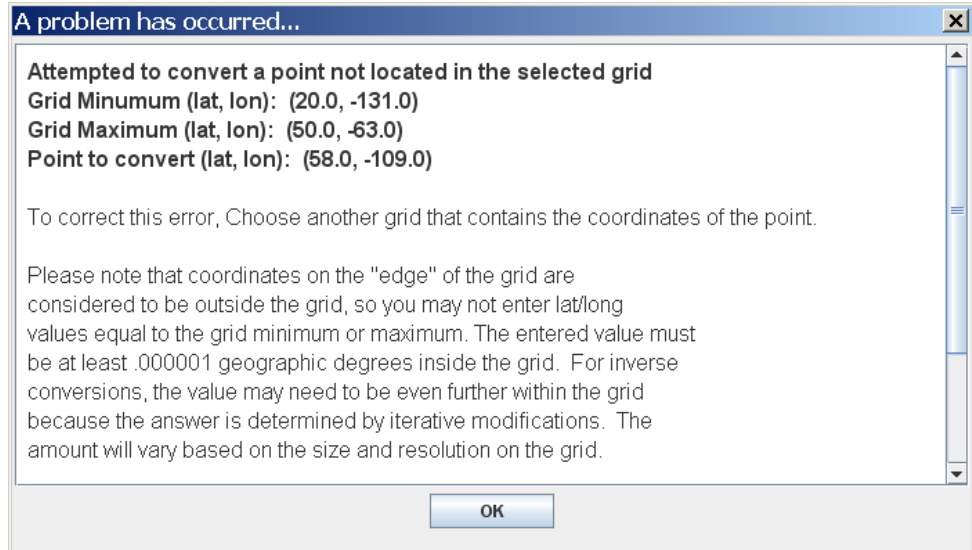 A problem has occurred...
Attempted to convert a point not located in the selected grid
Grid Minumum (lat, lon):  (20.0, -131.0)
Grid Maximum (lat, lon):  (50.0, -63.0)
Point to convert (lat, lon):  (58.0, -109.0)
To correct this error, Choose another grid that contains the coordinates of the point.
Please note that coordinates on the "edge" of the grid are
considered to be outside the grid, so you may not enter lat/long
values equal to the grid minimum or maximum. The entered value must
be at least .000001 geographic degrees inside the grid.  For inverse
conversions, the value may need to be even further within the grid
because the answer is determined by iterative modifications.  The
amount will vary based on the size and resolution on the grid.
OK